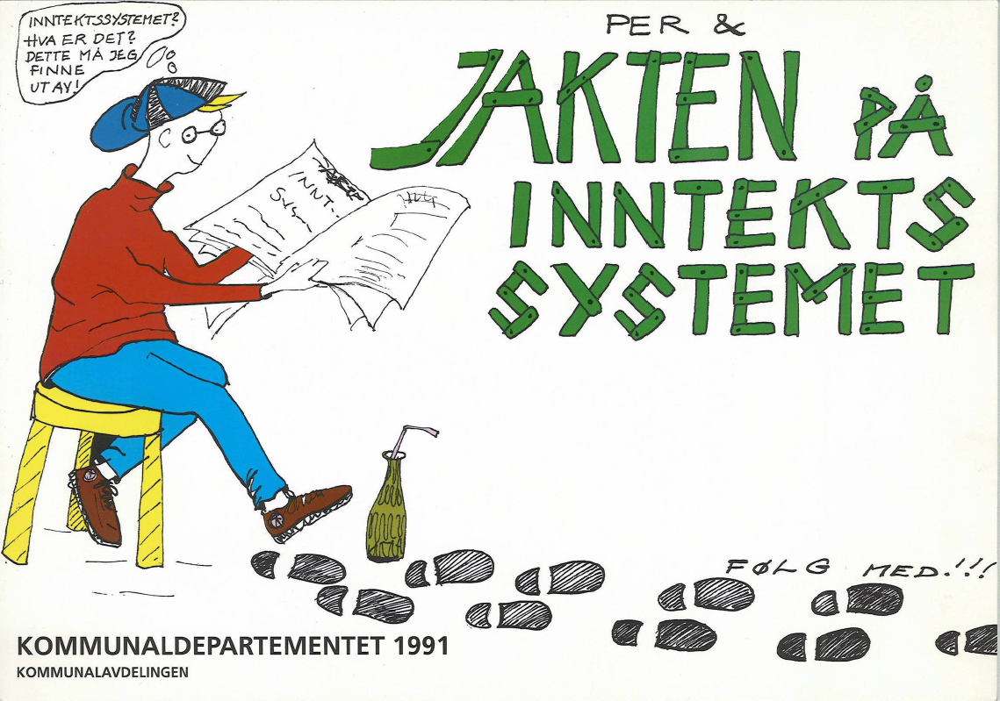 INNTEKTSSYSTEMET?
HVA ER DET?
DETTE MÅ JEG
FINNE
UT AV!
PER &
JAKTEN PÅ
INNTEKTS
SYSTEMET
INNT.
SYST
FØLG MED!!!
KOMMUNALDEPARTEMENTET 1991
KOMMUNALAVDELINGEN